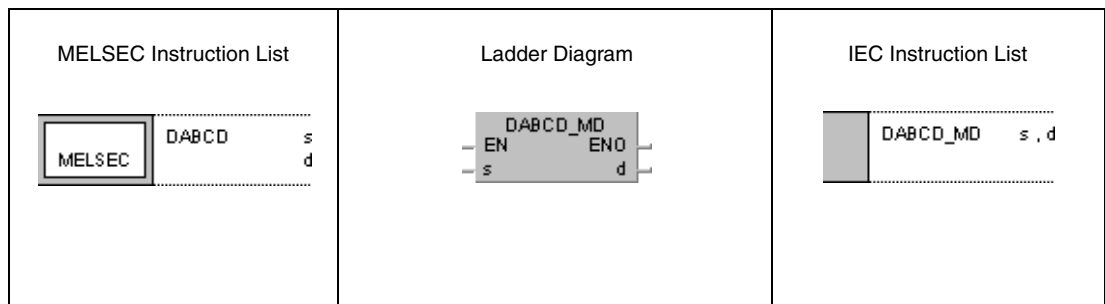 MELSEC Instruction List
MELSEC
DABCD s
d
Ladder Diagram
DABCD_MD
EN ENO
s d
IEC Instruction List
DABCD_MD s , d